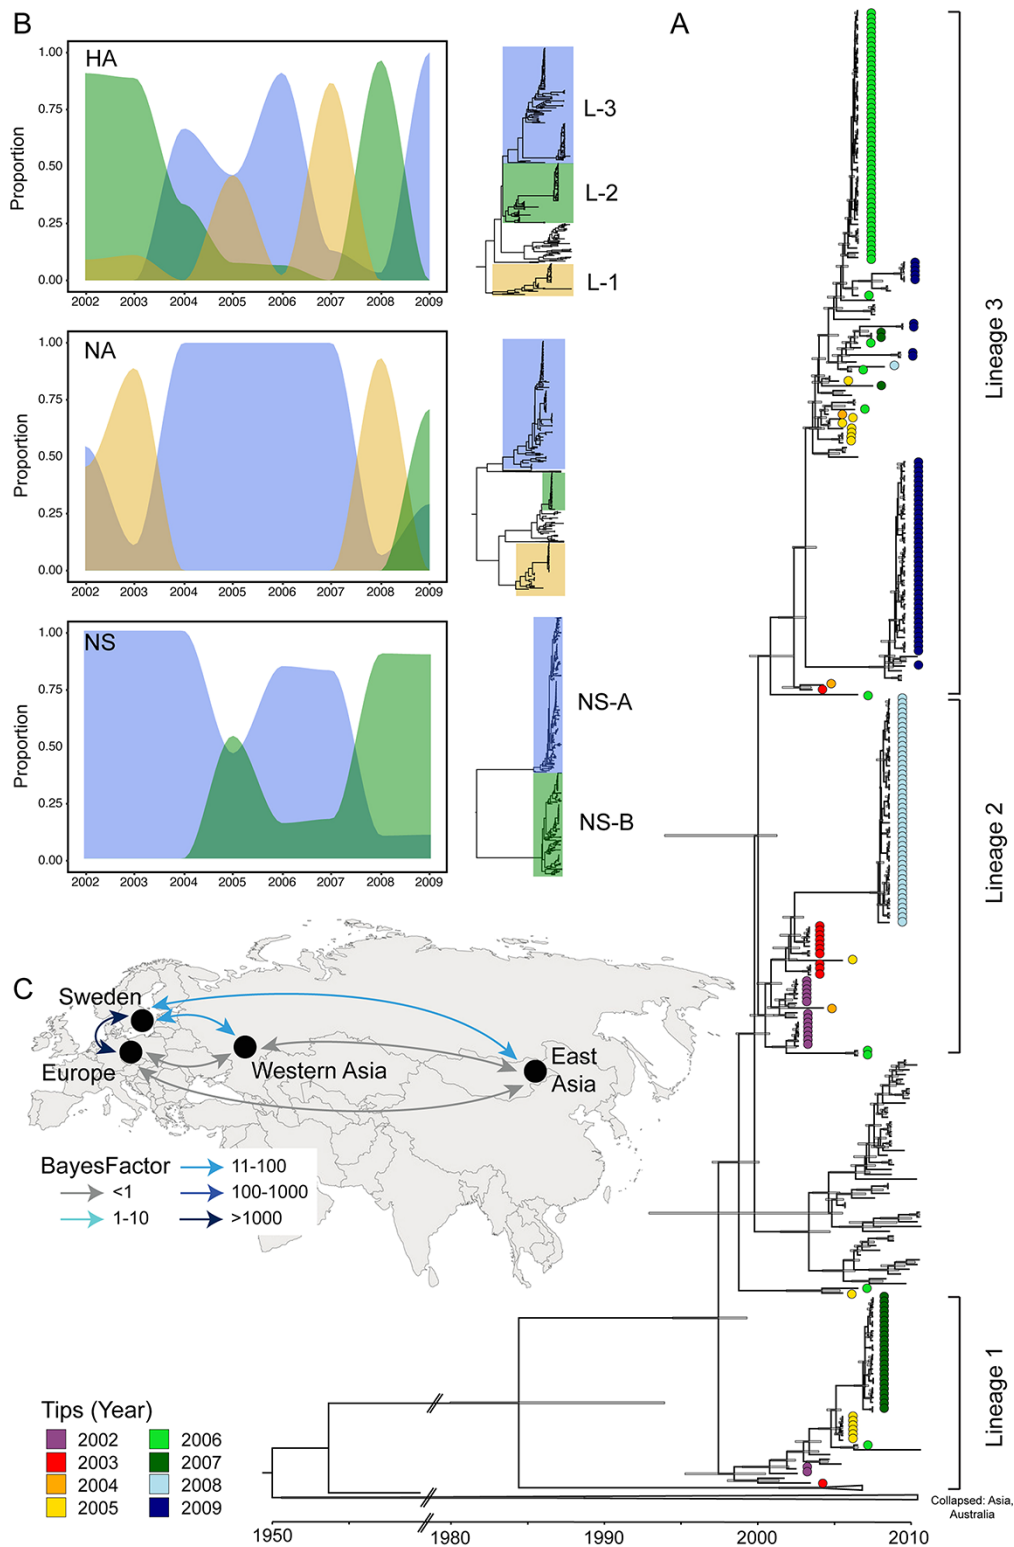 B
A
HA
1.00
0.75
0.50
0.25
0.00
Proportion
2002 2003 2004 2005 2006 2007 2008 2009
L-3
L-2
L-1
NA
1.00
0.75
0.50
0.25
0.00
Proportion
2002 2003 2004 2005 2006 2007 2008 2009
NS
1.00
0.75
0.50
0.25
0.00
Proportion
2002 2003 2004 2005 2006 2007 2008 2009
NS-A
NS-B
Lineage 3
Lineage 2
Lineage 1
C
Sweden
Europe
Western Asia
East
Asia
BayesFactor
<1
1-10
11-100
100-1000
>1000
Tips (Year)
2002
2003
2004
2005
2006
2007
2008
2009
Collapsed: Asia,
Australia
1950 1980 1990 2000 2010